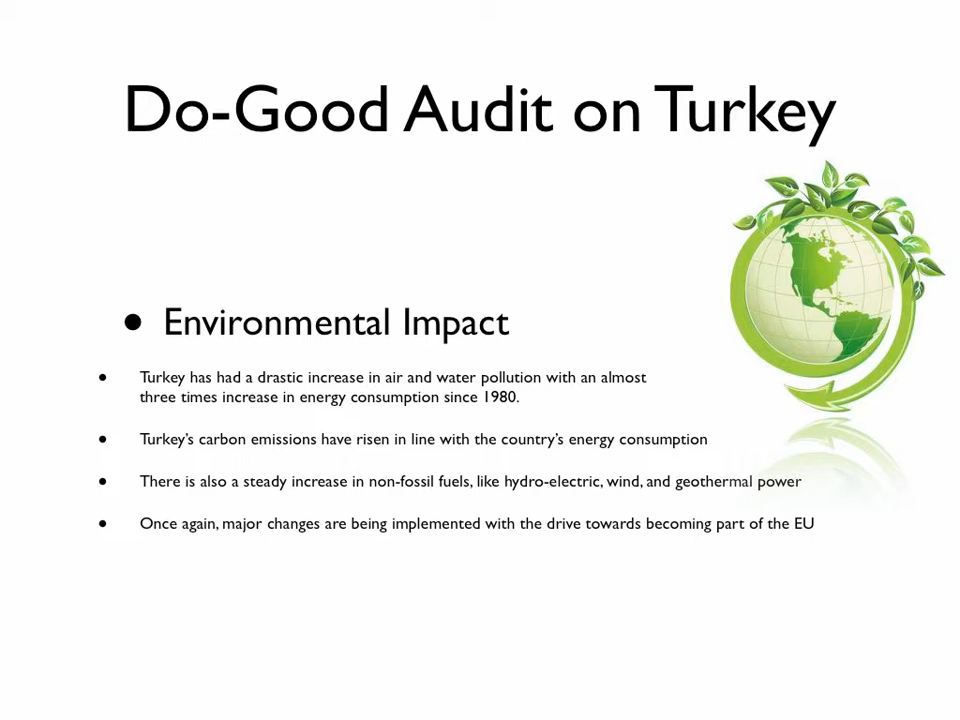 Do-Good Audit on Turkey
• Environmental Impact
• Turkey has had a drastic increase in air and water pollution with an almost
three times increase in energy consumption since 1980.
• Turkey’s carbon emissions have risen in line with the country’s energy consumption
• There is also a steady increase in non-fossil fuels, like hydro-electric, wind, and geothermal power
• Once again, major changes are being implemented with the drive towards becoming part of the EU